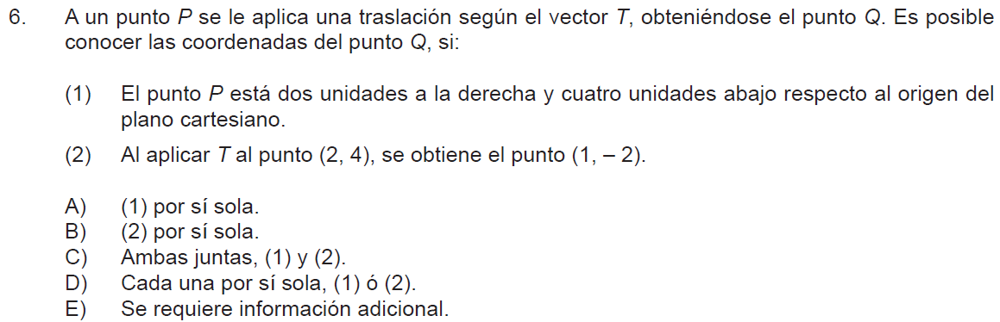 6. A un punto P se le aplica una traslación según el vector T, obteniéndose el punto Q. Es posible
conocer las coordenadas del punto Q, si:
(1) El punto P está dos unidades a la derecha y cuatro unidades abajo respecto al origen del
plano cartesiano.
(2) Al aplicar T al punto (2, 4), se obtiene el punto (1, – 2).
A) (1) por sí sola.
B) (2) por sí sola.
C) Ambas juntas, (1) y (2).
D) Cada una por sí sola, (1) ó (2).
E) Se requiere información adicional.